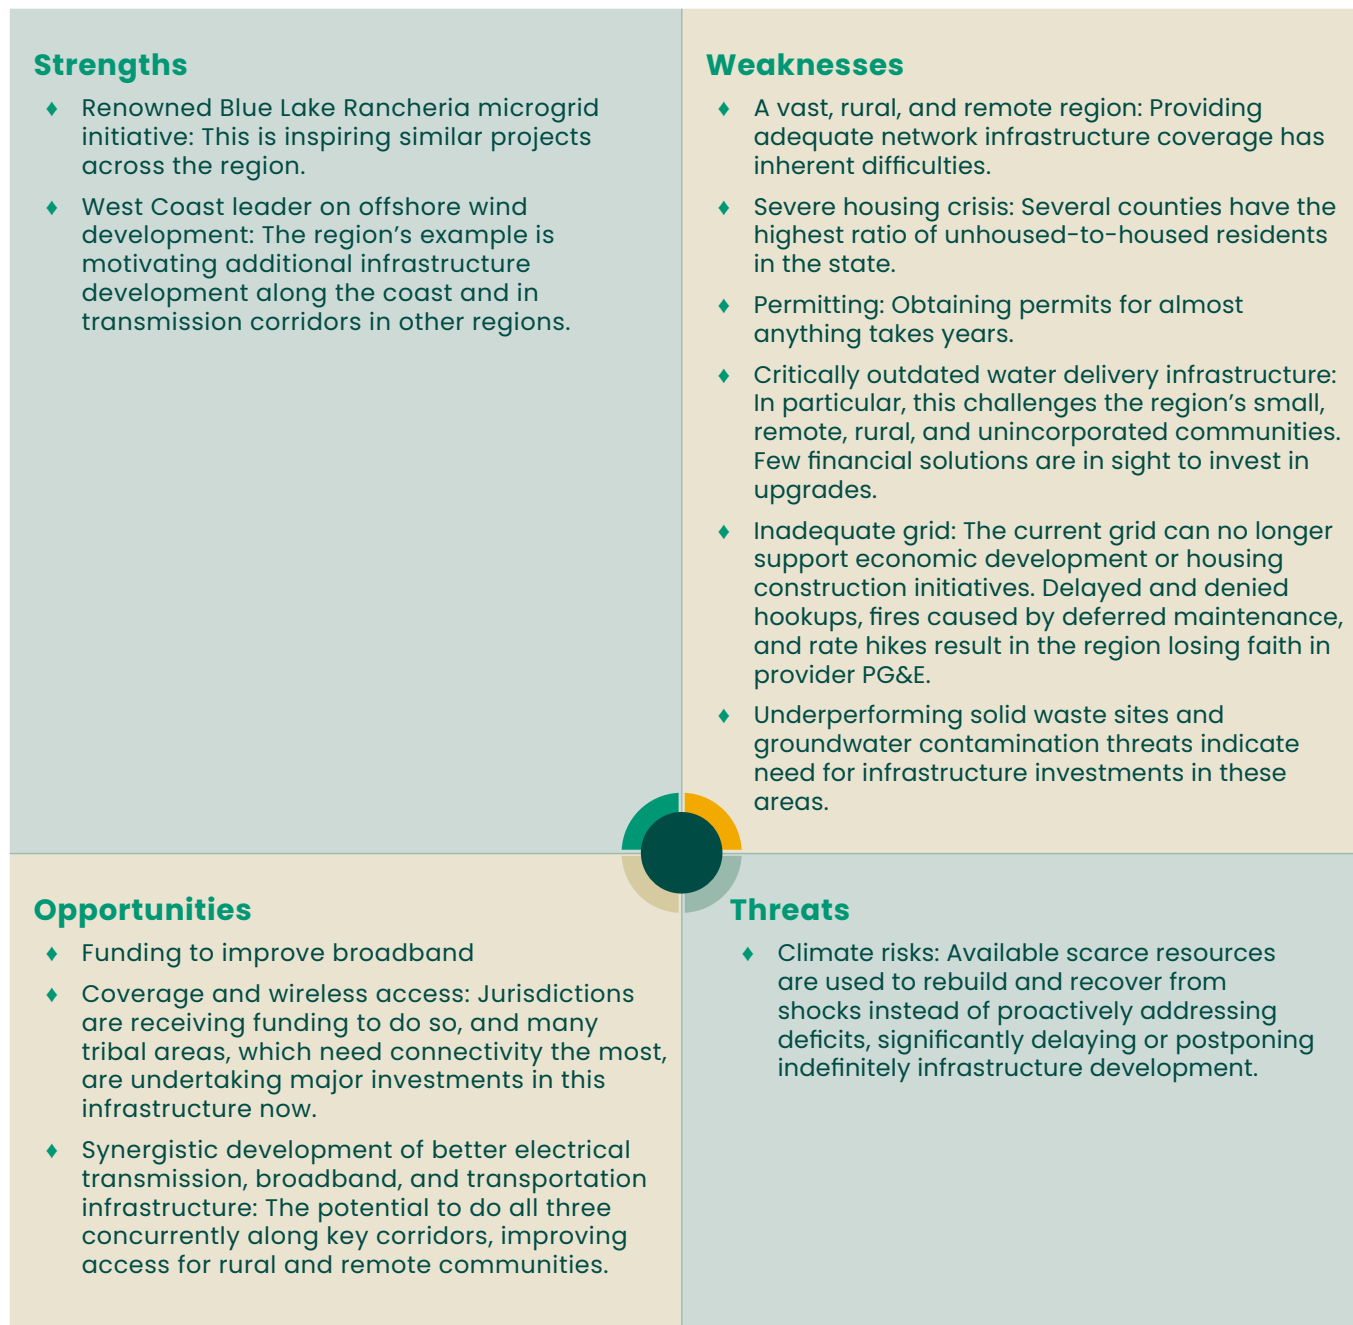 Strengths
♦ Renowned Blue Lake Rancheria microgrid
initiative: This is inspiring similar projects
across the region.
♦ West Coast leader on offshore wind
development: The region’s example is
motivating additional infrastructure
development along the coast and in
transmission corridors in other regions.
Weaknesses
♦ A vast, rural, and remote region: Providing
adequate network infrastructure coverage has
inherent difficulties.
♦ Severe housing crisis: Several counties have the
highest ratio of unhoused-to-housed residents
in the state.
♦ Permitting: Obtaining permits for almost
anything takes years.
♦ Critically outdated water delivery infrastructure:
In particular, this challenges the region’s small,
remote, rural, and unincorporated communities.
Few financial solutions are in sight to invest in
upgrades.
♦ Inadequate grid: The current grid can no longer
support economic development or housing
construction initiatives. Delayed and denied
hookups, fires caused by deferred maintenance,
and rate hikes result in the region losing faith in
provider PG&E.
♦ Underperforming solid waste sites and
groundwater contamination threats indicate
need for infrastructure investments in these
areas.
Opportunities
♦ Funding to improve broadband
♦ Coverage and wireless access: Jurisdictions
are receiving funding to do so, and many
tribal areas, which need connectivity the most,
are undertaking major investments in this
infrastructure now.
♦ Synergistic development of better electrical
transmission, broadband, and transportation
infrastructure: The potential to do all three
concurrently along key corridors, improving
access for rural and remote communities.
Threats
♦ Climate risks: Available scarce resources
are used to rebuild and recover from
shocks instead of proactively addressing
deficits, significantly delaying or postponing
indefinitely infrastructure development.